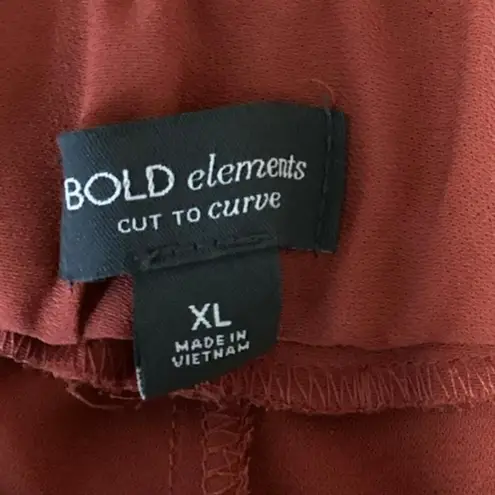 BOLD elements
CUT TO curve
XL
MADE IN
VIETNAM